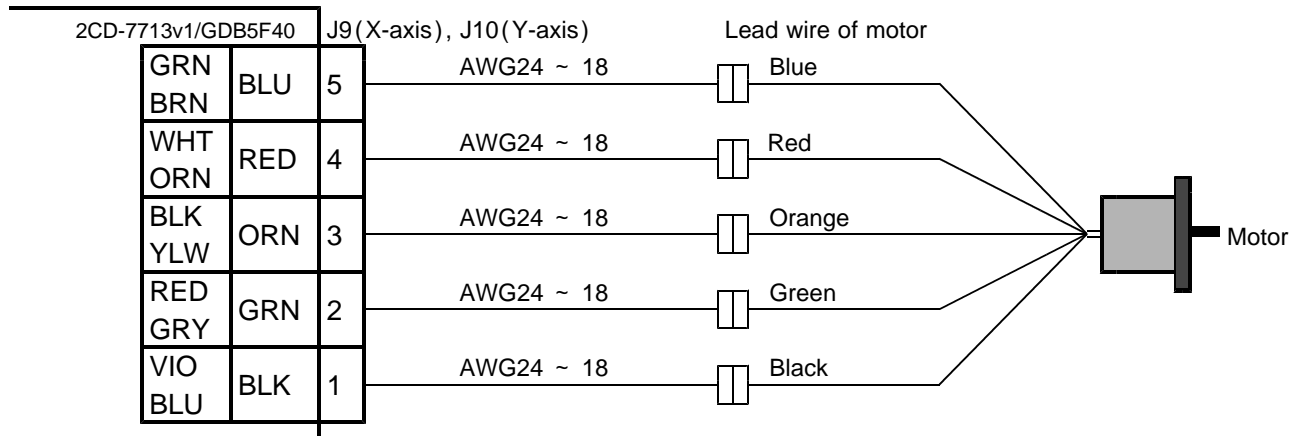 2CD-7713v1/GDB5F40 J9(X-axis), J10(Y-axis) Lead wire of motor
GRN BRN BLU 5 AWG24 ~ 18 Blue
WHT ORN RED 4 AWG24 ~ 18 Red
BLK YLW ORN 3 AWG24 ~ 18 Orange
Motor
RED GRY GRN 2 AWG24 ~ 18 Green
VIO BLU BLK 1 AWG24 ~ 18 Black